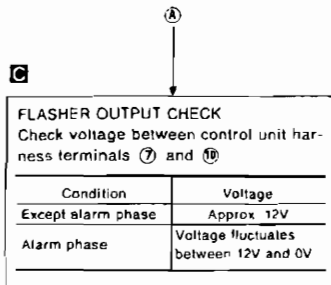 Ⓐ
C
FLASHER OUTPUT CHECK
Check voltage between control unit har-
ness terminals ⑦ and ⑩
Condition Voltage
Except alarm phase Approx. 12V
Alarm phase Voltage fluctuates
between 12V and 0V